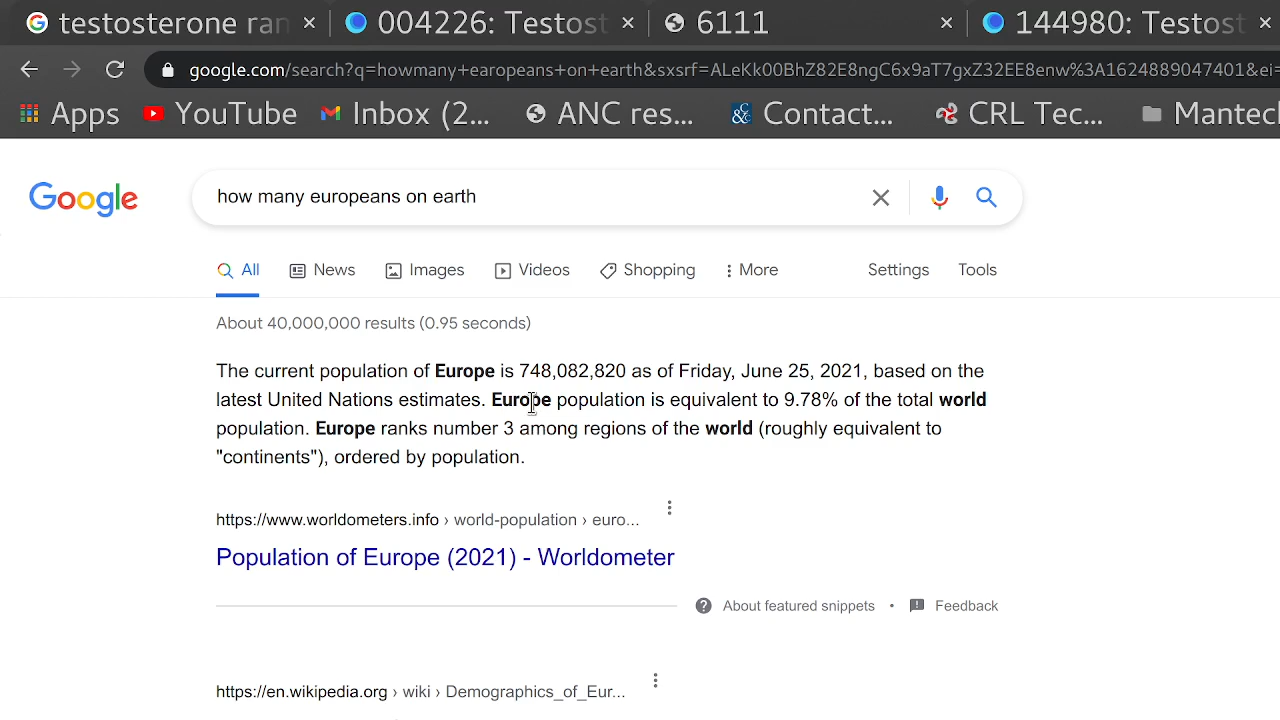 testosterone ran
004226: Testost
6111
144980: Testost
google.com/search?q=howmany+earopeans+on+earth&sxsrf=ALeKk00BhZ82E8ngC6x9aT7gxZ32EE8enw%3A1624889047401&ei=
Apps YouTube Inbox (2... ANC res... Contact... CRL Tec... Mantech
Google
how many europeans on earth
All News Images Videos Shopping More Settings Tools
About 40,000,000 results (0.95 seconds)
The current population of Europe is 748,082,820 as of Friday, June 25, 2021, based on the
latest United Nations estimates. Europe population is equivalent to 9.78% of the total world
population. Europe ranks number 3 among regions of the world (roughly equivalent to
"continents"), ordered by population.
https://www.worldometers.info › world-population › euro...
Population of Europe (2021) - Worldometer
About featured snippets • Feedback
https://en.wikipedia.org › wiki › Demographics_of_Eur...